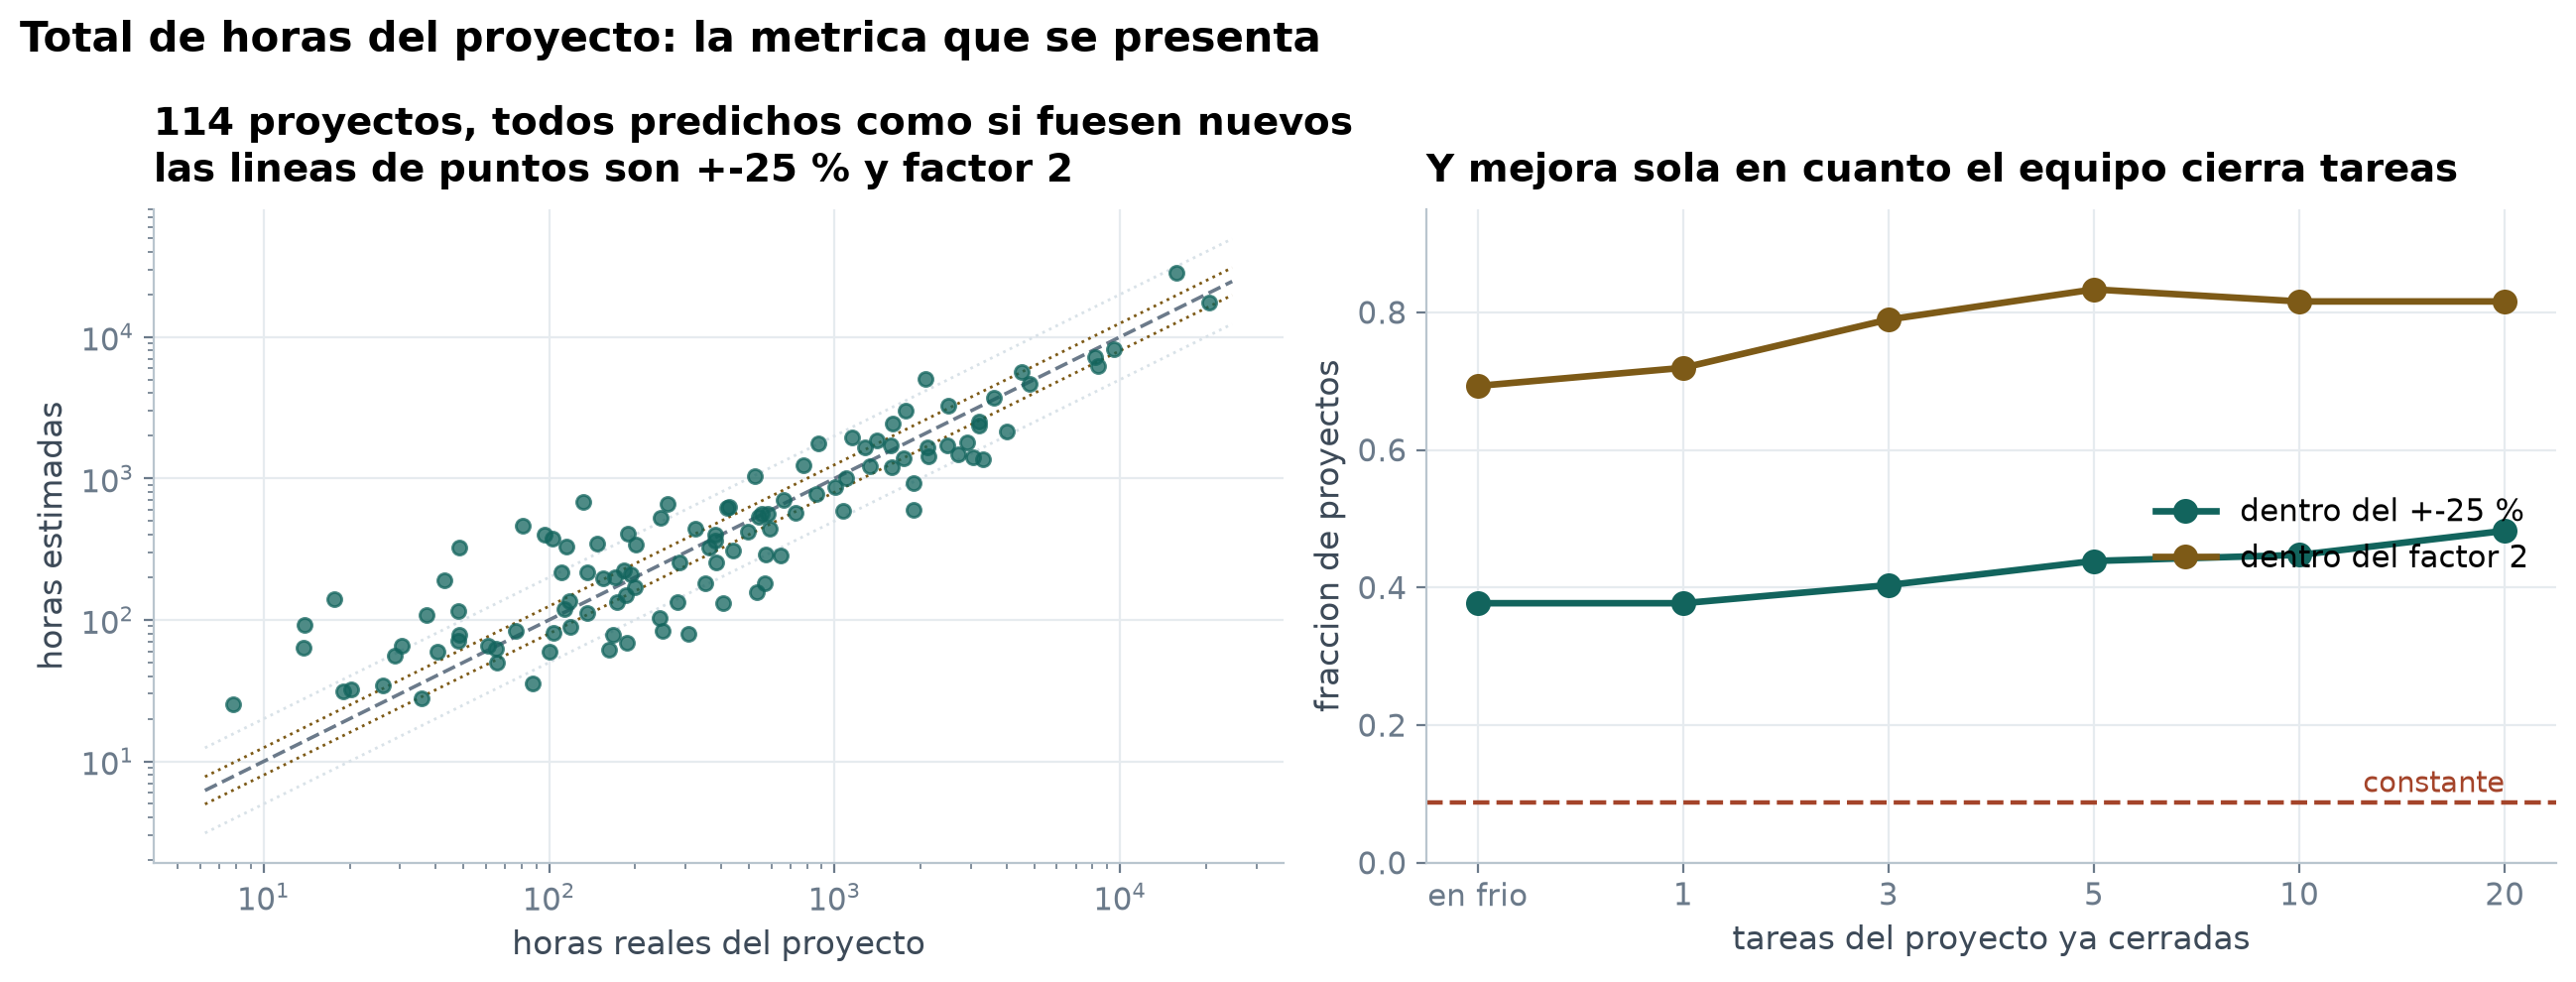 Total de horas del proyecto: la metrica que se presenta
114 proyectos, todos predichos como si fuesen nuevos
las lineas de puntos son +-25 % y factor 2
horas estimadas
10⁴
10³
10²
10¹
10¹
10²
10³
10⁴
horas reales del proyecto
Y mejora sola en cuanto el equipo cierra tareas
fraccion de proyectos
0.8
0.6
0.4
0.2
0.0
dentro del +-25 %
dentro del factor 2
constante
en frio
1
3
5
10
20
tareas del proyecto ya cerradas